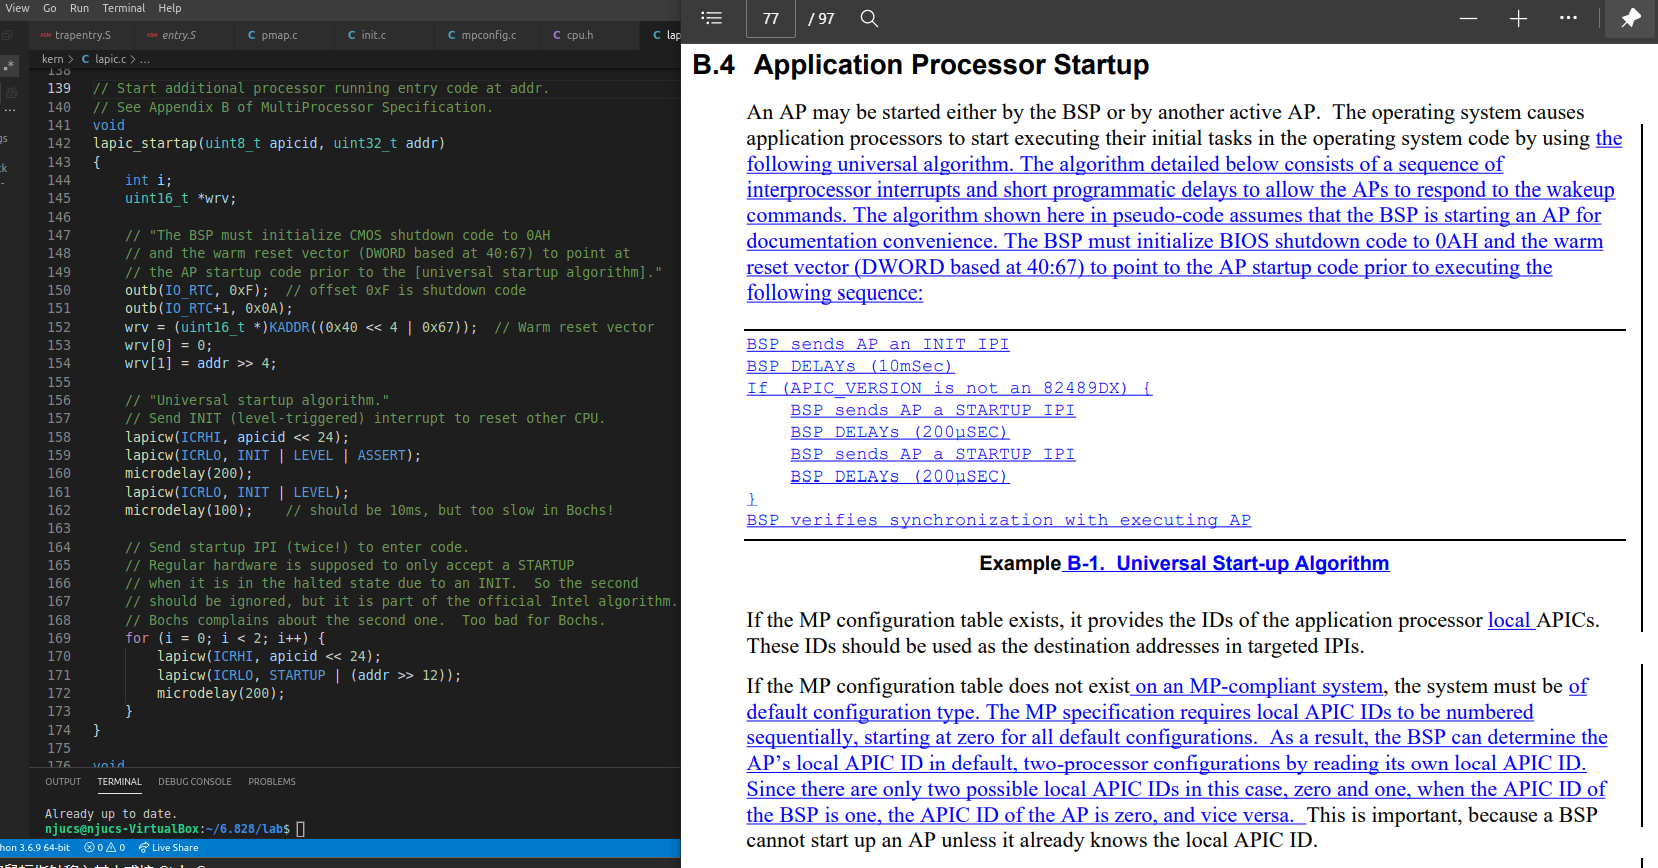 View Go Run Terminal Help
trapentry.S entry.S C pmap.c C init.c C mpconfig.c C cpu.h C lap
kern > C lapic.c > ...
138
139 // Start additional processor running entry code at addr.
140 // See Appendix B of MultiProcessor Specification.
141 void
142 lapic_startap(uint8_t apicid, uint32_t addr)
143 {
144 int i;
145 uint16_t *wrv;
146
147 // "The BSP must initialize CMOS shutdown code to 0AH
148 // and the warm reset vector (DWORD based at 40:67) to point at
149 // the AP startup code prior to the [universal startup algorithm]."
150 outb(IO_RTC, 0xF); // offset 0xF is shutdown code
151 outb(IO_RTC+1, 0x0A);
152 wrv = (uint16_t *)KADDR((0x40 << 4 | 0x67)); // Warm reset vector
153 wrv[0] = 0;
154 wrv[1] = addr >> 4;
155
156 // "Universal startup algorithm."
157 // Send INIT (level-triggered) interrupt to reset other CPU.
158 lapicw(ICRHI, apicid << 24);
159 lapicw(ICRLO, INIT | LEVEL | ASSERT);
160 microdelay(200);
161 lapicw(ICRLO, INIT | LEVEL);
162 microdelay(100); // should be 10ms, but too slow in Bochs!
163
164 // Send startup IPI (twice!) to enter code.
165 // Regular hardware is supposed to only accept a STARTUP
166 // when it is in the halted state due to an INIT. So the second
167 // should be ignored, but it is part of the official Intel algorithm.
168 // Bochs complains about the second one. Too bad for Bochs.
169 for (i = 0; i < 2; i++) {
170 lapicw(ICRHI, apicid << 24);
171 lapicw(ICRLO, STARTUP | (addr >> 12));
172 microdelay(200);
173 }
174 }
175
176 void
OUTPUT TERMINAL DEBUG CONSOLE PROBLEMS
Already up to date.
njucs@njucs-VirtualBox:~/6.828/lab$
hon 3.6.9 64-bit 0 0 Live Share
77 / 97
B.4 Application Processor Startup
An AP may be started either by the BSP or by another active AP. The operating system causes
application processors to start executing their initial tasks in the operating system code by using the
following universal algorithm. The algorithm detailed below consists of a sequence of
interprocessor interrupts and short programmatic delays to allow the APs to respond to the wakeup
commands. The algorithm shown here in pseudo-code assumes that the BSP is starting an AP for
documentation convenience. The BSP must initialize BIOS shutdown code to 0AH and the warm
reset vector (DWORD based at 40:67) to point to the AP startup code prior to executing the
following sequence:
BSP sends AP an INIT IPI
BSP DELAYs (10mSec)
If (APIC_VERSION is not an 82489DX) {
BSP sends AP a STARTUP IPI
BSP DELAYs (200µSEC)
BSP sends AP a STARTUP IPI
BSP DELAYs (200µSEC)
}
BSP verifies synchronization with executing AP
Example B-1. Universal Start-up Algorithm
If the MP configuration table exists, it provides the IDs of the application processor local APICs.
These IDs should be used as the destination addresses in targeted IPIs.
If the MP configuration table does not exist on an MP-compliant system, the system must be of
default configuration type. The MP specification requires local APIC IDs to be numbered
sequentially, starting at zero for all default configurations. As a result, the BSP can determine the
AP's local APIC ID in default, two-processor configurations by reading its own local APIC ID.
Since there are only two possible local APIC IDs in this case, zero and one, when the APIC ID of
the BSP is one, the APIC ID of the AP is zero, and vice versa. This is important, because a BSP
cannot start up an AP unless it already knows the local APIC ID.